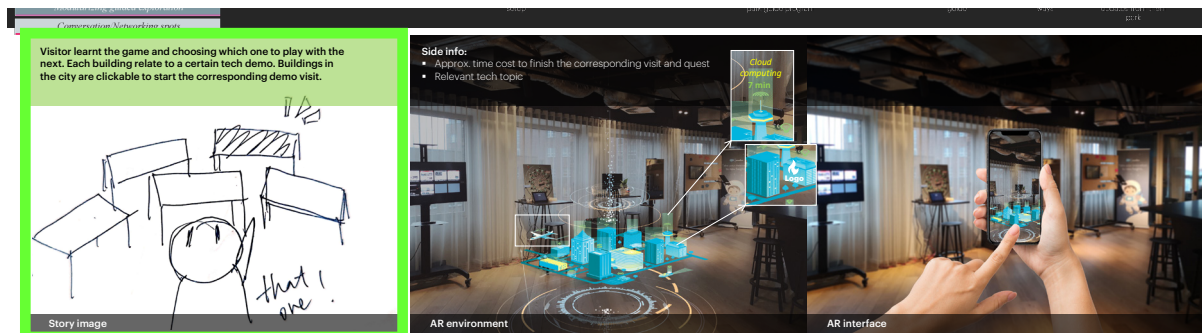 Conversation Networking spots
Visitor learnt the game and choosing which one to play with the
next. Each building relate to a certain tech demo. Buildings in
the city are clickable to start the corresponding demo visit.
that
one!
Story image
Side info:
▪ Approx. time cost to finish the corresponding visit and quest
▪ Relevant tech topic
Cloud
computing
7 min
Logo
AR environment
AR interface